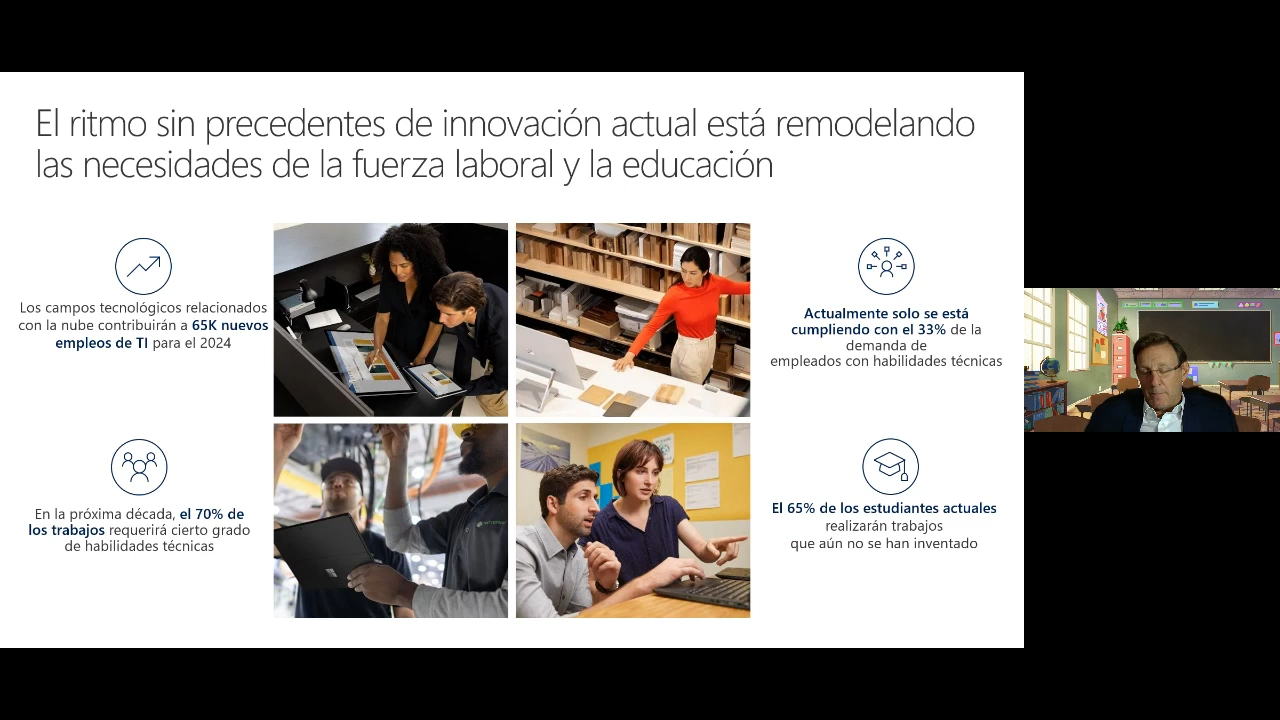 El ritmo sin precedentes de innovación actual está remodelando
las necesidades de la fuerza laboral y la educación
Los campos tecnológicos relacionados
con la nube contribuirán a 65K nuevos
empleos de TI para el 2024
En la próxima década, el 70% de
los trabajos requerirá cierto grado
de habilidades técnicas
Actualmente solo se está
cumpliendo con el 33% de la
demanda de
empleados con habilidades técnicas
El 65% de los estudiantes actuales
realizarán trabajos
que aún no se han inventado